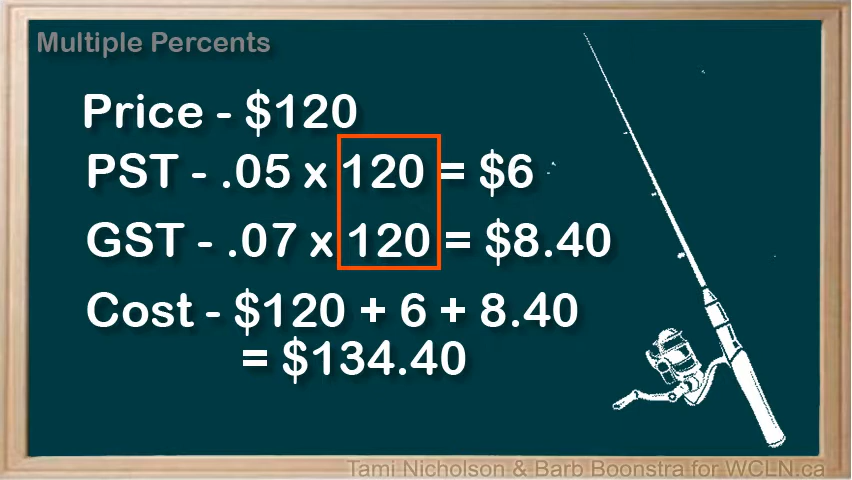 Multiple Percents
Price - $120
PST - .05 x 120 = $6
GST - .07 x 120 = $8.40
Cost - $120 + 6 + 8.40
= $134.40
Tami Nicholson & Barb Boonstra for WCLN.ca